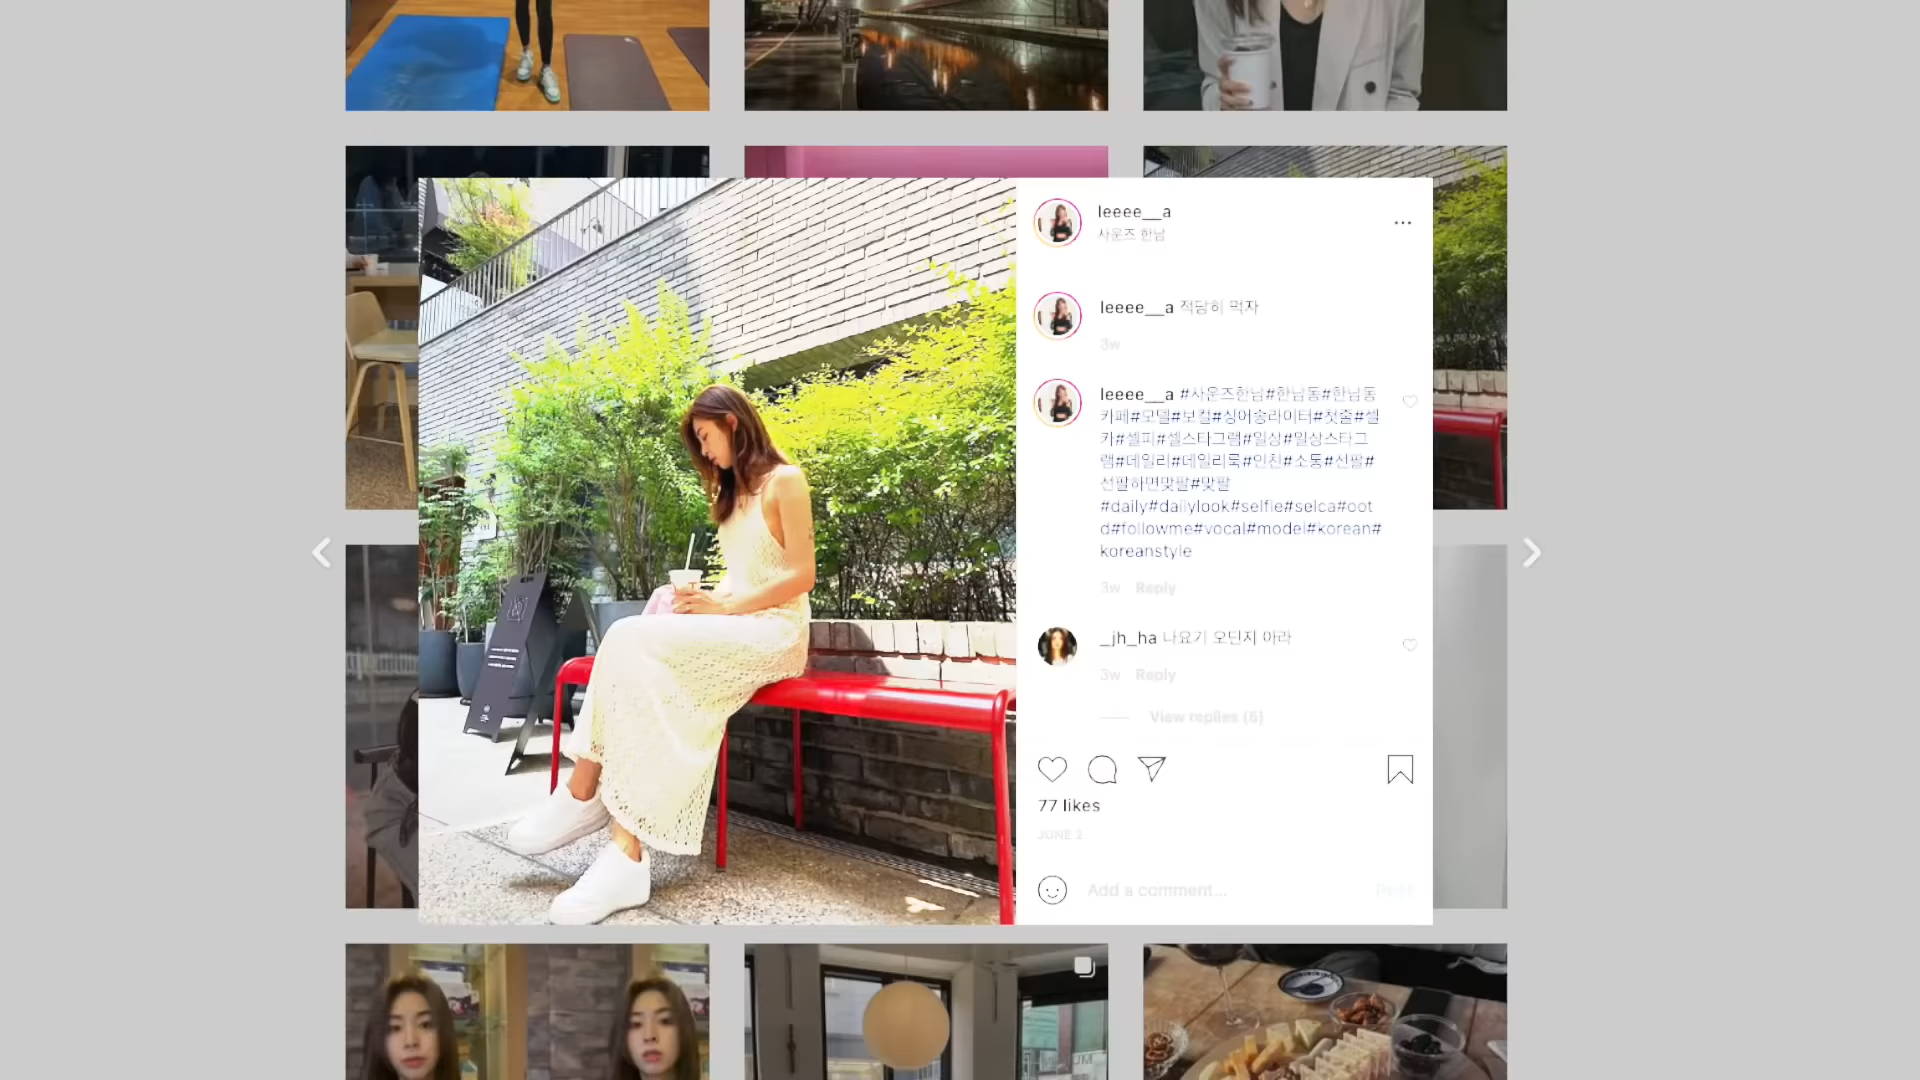 leeee__a
사운즈 한남
leeee__a 적당히 먹자
3w
leeee__a #사운즈한남#한남동#한남동
카페#모델#보컬#싱어송라이터#첫줄#셀
카#셀피#셀스타그램#일상#일상스타그
램#데일리#데일리룩#인친#소통#선팔#
선팔하면맞팔#맞팔
#daily#dailylook#selfie#selca#oot
d#followme#vocal#model#korean#
koreanstyle
3w Reply
_jh_ha 나요기 오딘지 아라
3w Reply
View replies (6)
77 likes
JUNE 2
Add a comment...
Post